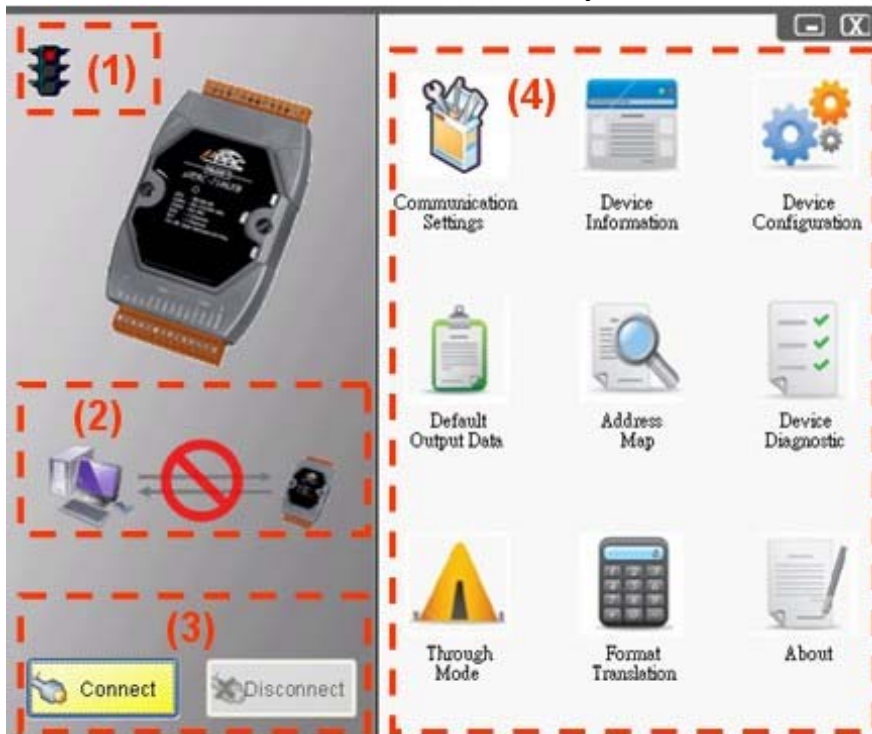 (1)
(4)
Communication
Settings
Device
Information
Device
Configuration
Default
Output Data
Address
Map
Device
Diagnostic
(2)
Through
Mode
Format
Translation
About
(3)
Connect
Disconnect